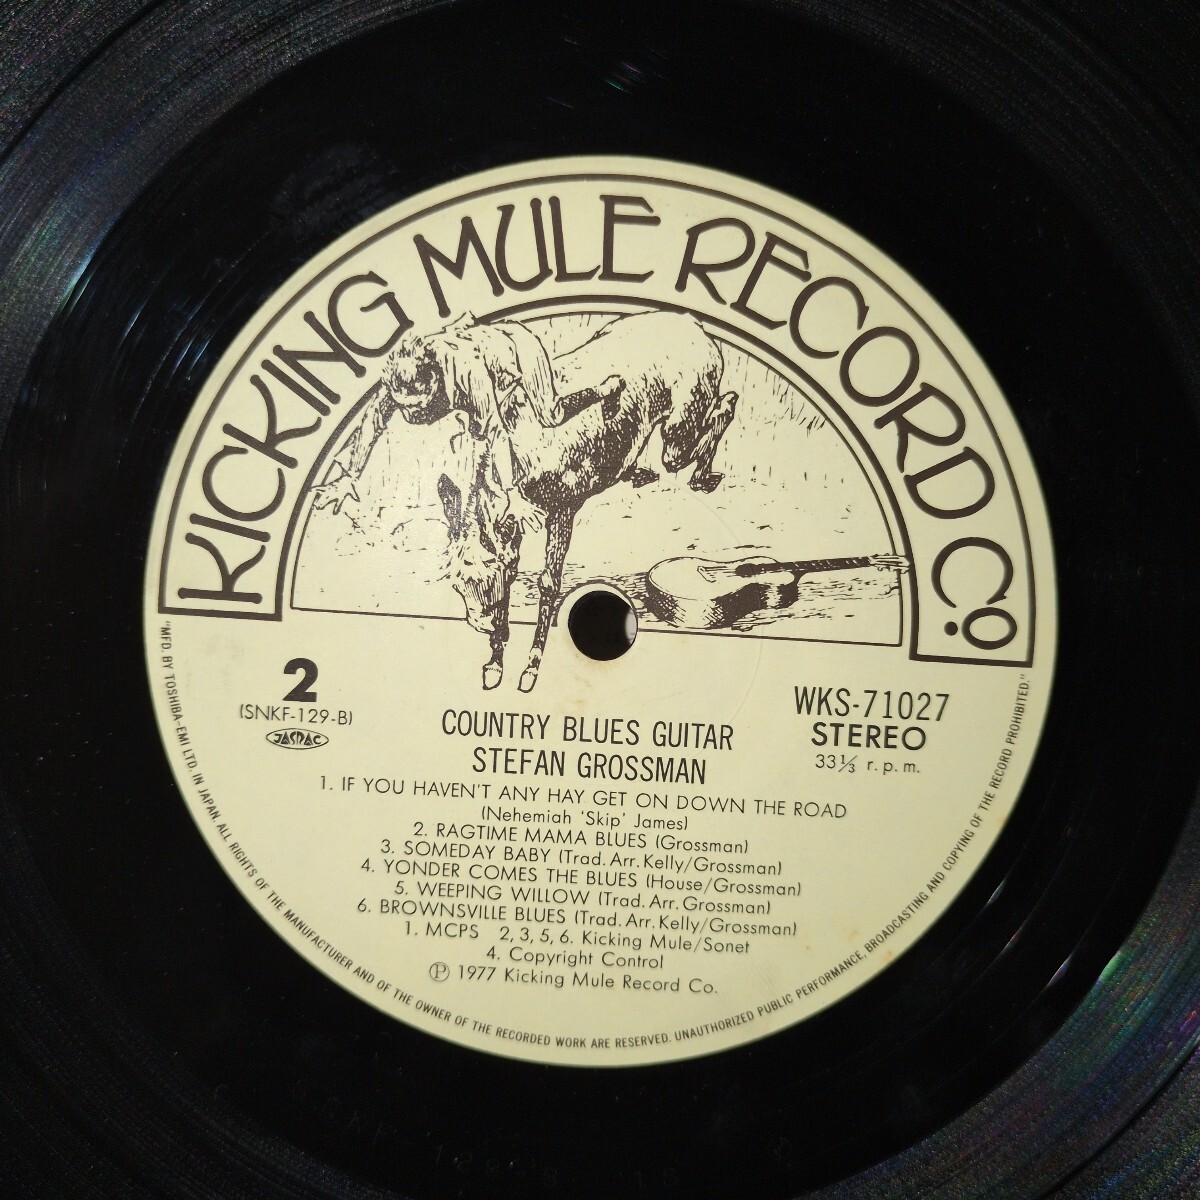 KICKING MULE RECORD Co.
2
(SNKF-129-B)
JASRAC
WKS-71027
STEREO
33⅓ r.p.m.
COUNTRY BLUES GUITAR
STEFAN GROSSMAN
1. IF YOU HAVEN'T ANY HAY GET ON DOWN THE ROAD
(Nehemiah 'Skip' James)
2. RAGTIME MAMA BLUES (Grossman)
3. SOMEDAY BABY (Trad. Arr. Kelly/Grossman)
4. YONDER COMES THE BLUES (House/Grossman)
5. WEEPING WILLOW (Trad. Arr. Grossman)
6. BROWNSVILLE BLUES (Trad. Arr. Kelly/Grossman)
1. MCPS 2, 3, 5, 6. Kicking Mule/Sonet
4. Copyright Control
Ⓟ 1977 Kicking Mule Record Co.
"MFD. BY TOSHIBA-EMI LTD. IN JAPAN. ALL RIGHTS OF THE MANUFACTURER AND OF THE OWNER OF THE RECORDED WORK ARE RESERVED. UNAUTHORIZED PUBLIC PERFORMANCE, BROADCASTING AND COPYING OF THE RECORD PROHIBITED."